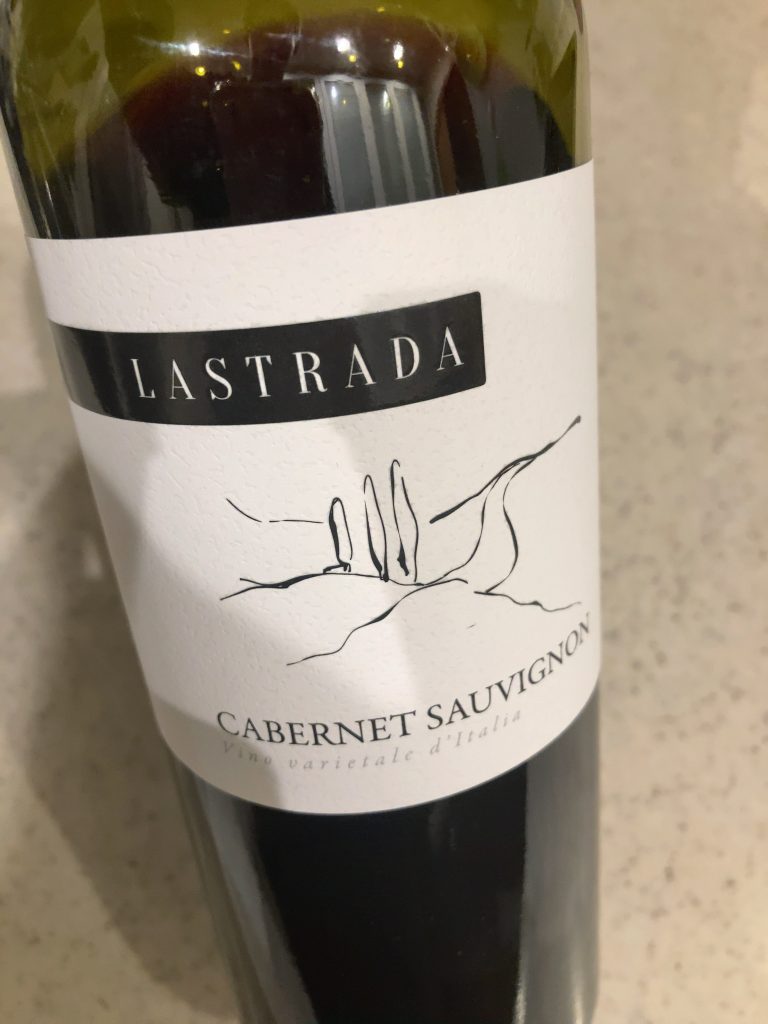 LASTRADA
CABERNET SAUVIGNON
Vino varietale d'Italia